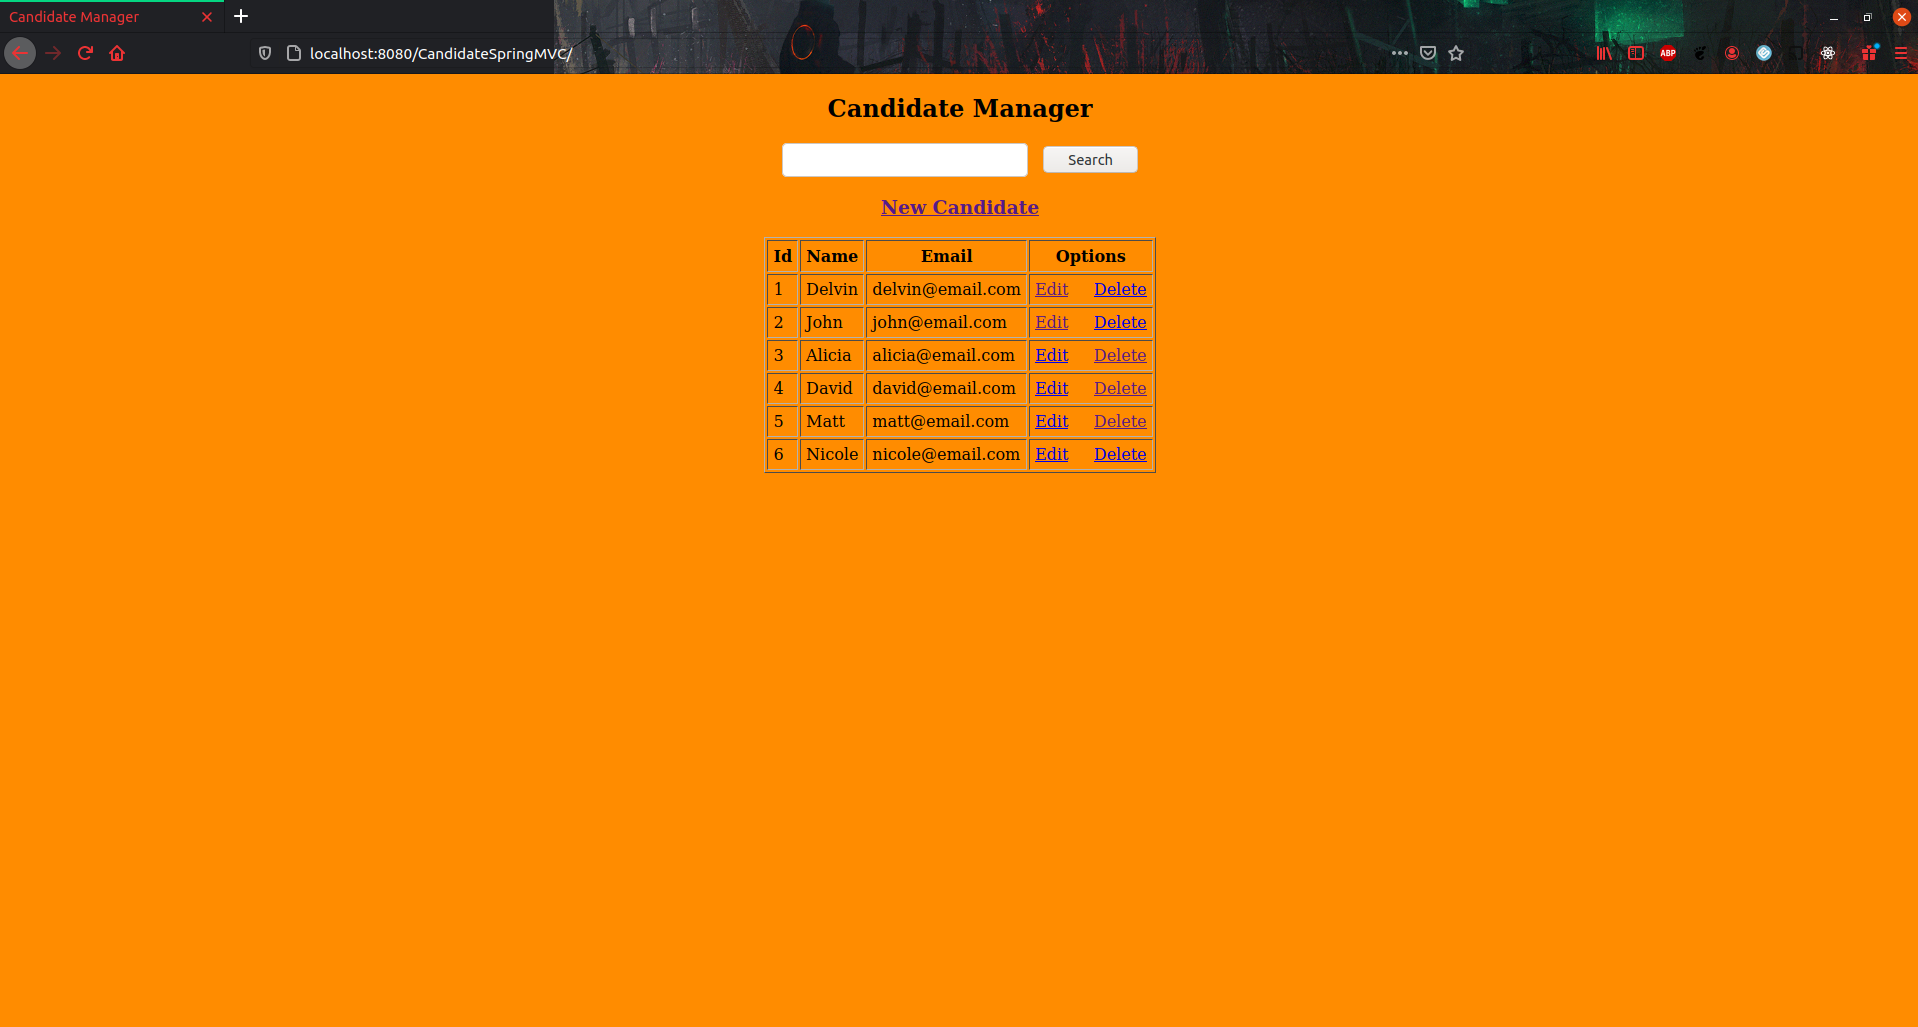 Candidate Manager
localhost:8080/CandidateSpringMVC/
ABP
Candidate Manager
Search
New Candidate
Id Name Email Options
1 Delvin delvin@email.com Edit Delete
2 John john@email.com Edit Delete
3 Alicia alicia@email.com Edit Delete
4 David david@email.com Edit Delete
5 Matt matt@email.com Edit Delete
6 Nicole nicole@email.com Edit Delete